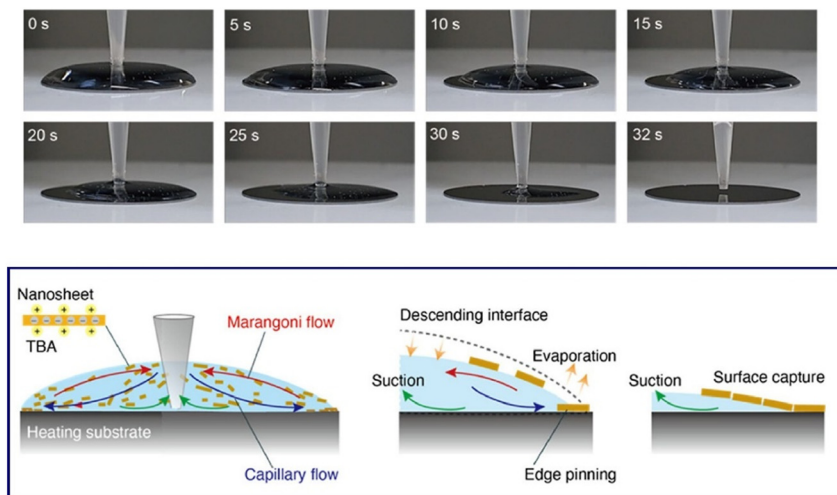 0 s
5 s
10 s
15 s
20 s
25 s
30 s
32 s
Nanosheet
TBA
Marangoni flow
Heating substrate
Capillary flow
Descending interface
Evaporation
Suction
Edge pinning
Suction
Surface capture